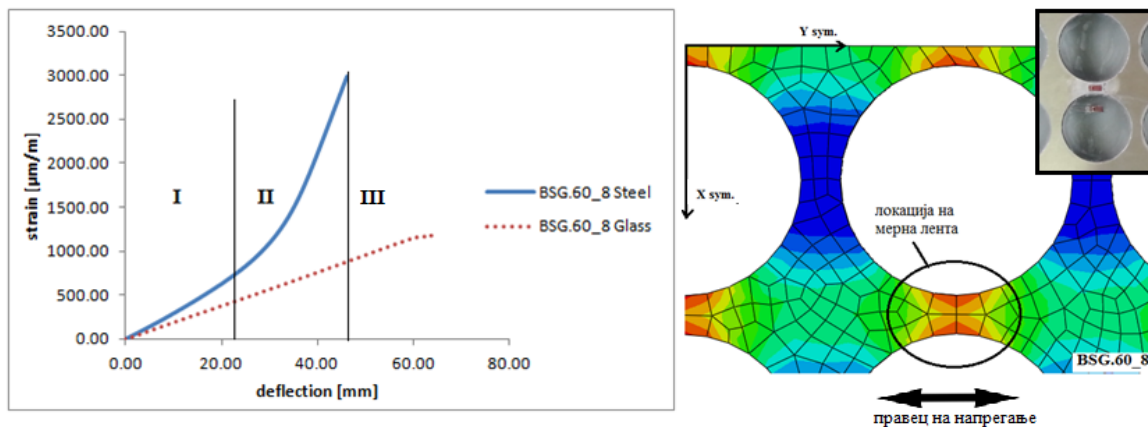 3500.00
3000.00
2500.00
2000.00
1500.00
1000.00
500.00
0.00
strain [µm/m]
I
II
III
BSG.60_8 Steel
BSG.60_8 Glass
0.00 20.00 40.00 60.00 80.00
deflection [mm]
Y sym.
X sym.
локација на
мерна лента
BSG.60_8
правец на напрегање